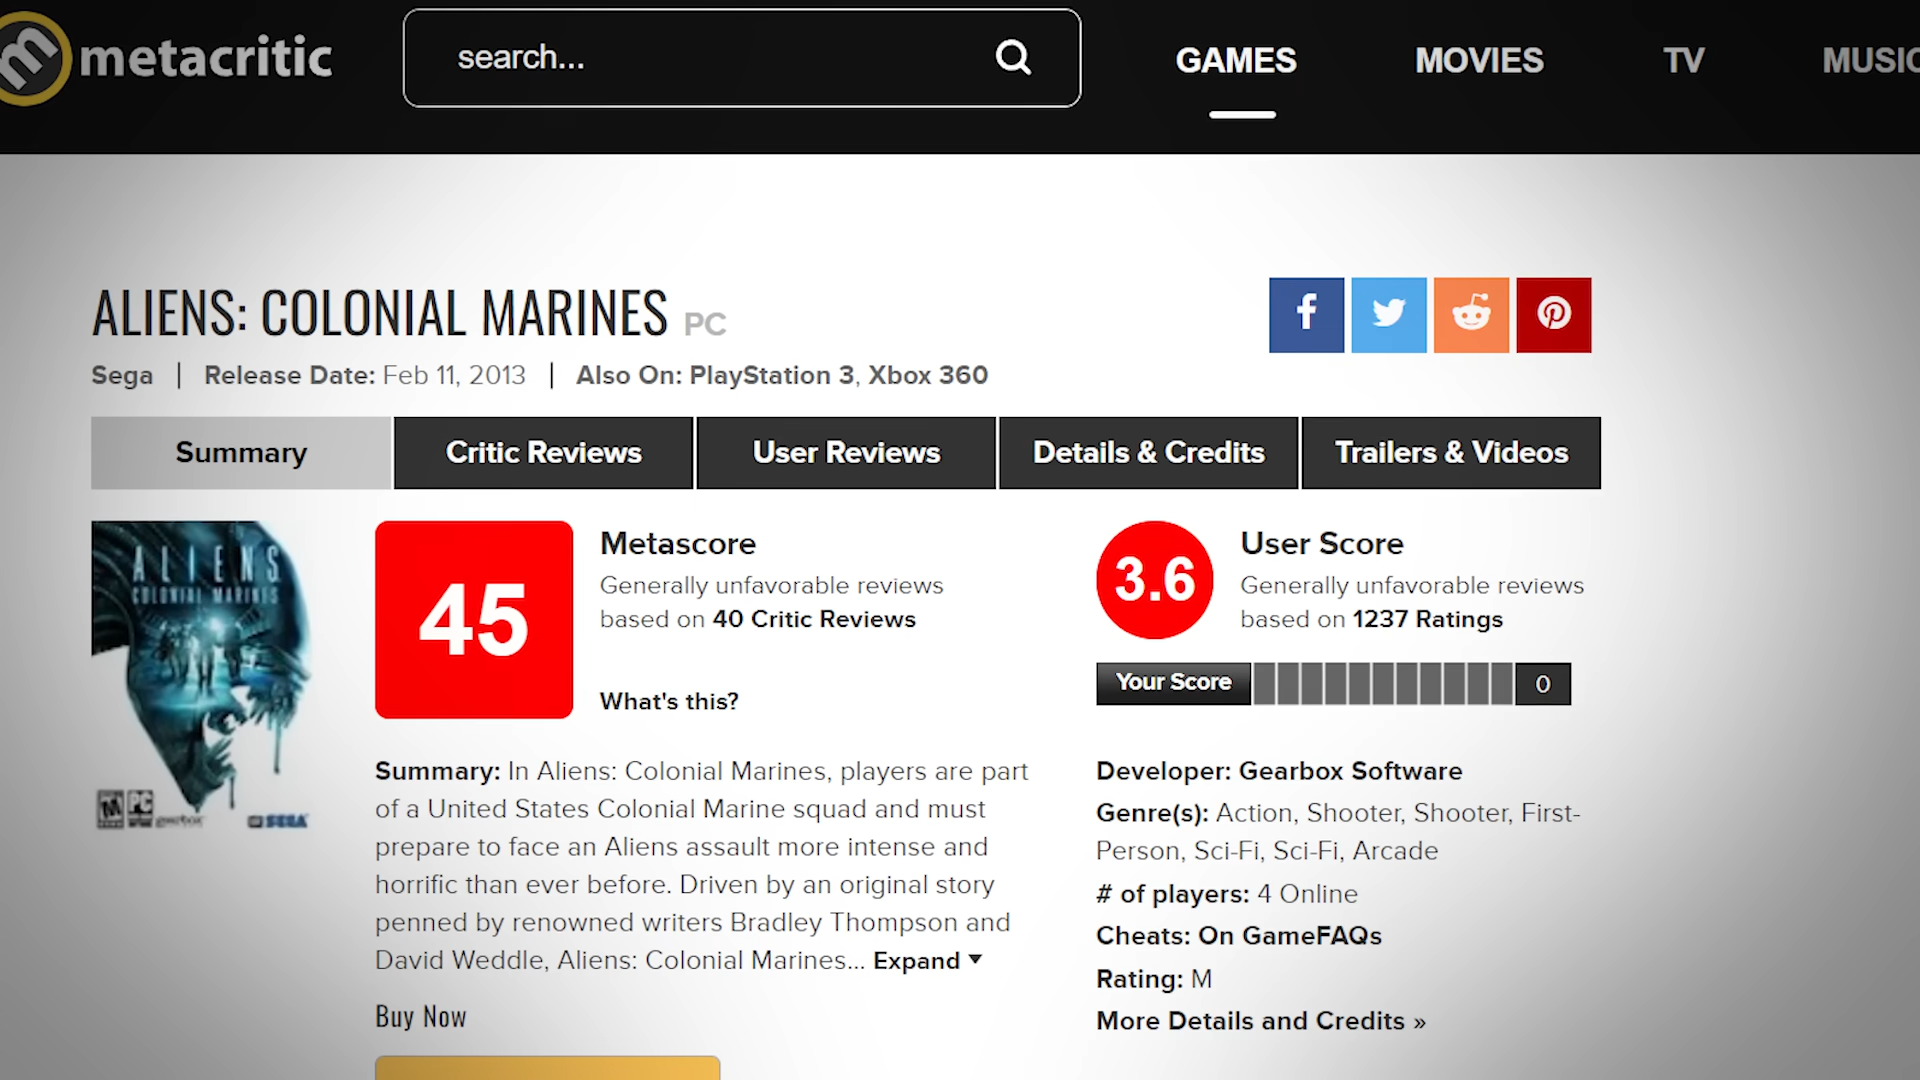 metacritic
search...
GAMES
MOVIES
TV
MUSIC
ALIENS: COLONIAL MARINES PC
Sega | Release Date: Feb 11, 2013 | Also On: PlayStation 3, Xbox 360
Summary
Critic Reviews
User Reviews
Details & Credits
Trailers & Videos
ALIENS
COLONIAL MARINES
M
PC
gearbox
SEGA
45
Metascore
Generally unfavorable reviews
based on 40 Critic Reviews
What's this?
3.6
User Score
Generally unfavorable reviews
based on 1237 Ratings
Your Score
0
Summary: In Aliens: Colonial Marines, players are part
of a United States Colonial Marine squad and must
prepare to face an Aliens assault more intense and
horrific than ever before. Driven by an original story
penned by renowned writers Bradley Thompson and
David Weddle, Aliens: Colonial Marines... Expand
Buy Now
Developer: Gearbox Software
Genre(s): Action, Shooter, Shooter, First-
Person, Sci-Fi, Sci-Fi, Arcade
# of players: 4 Online
Cheats: On GameFAQs
Rating: M
More Details and Credits »